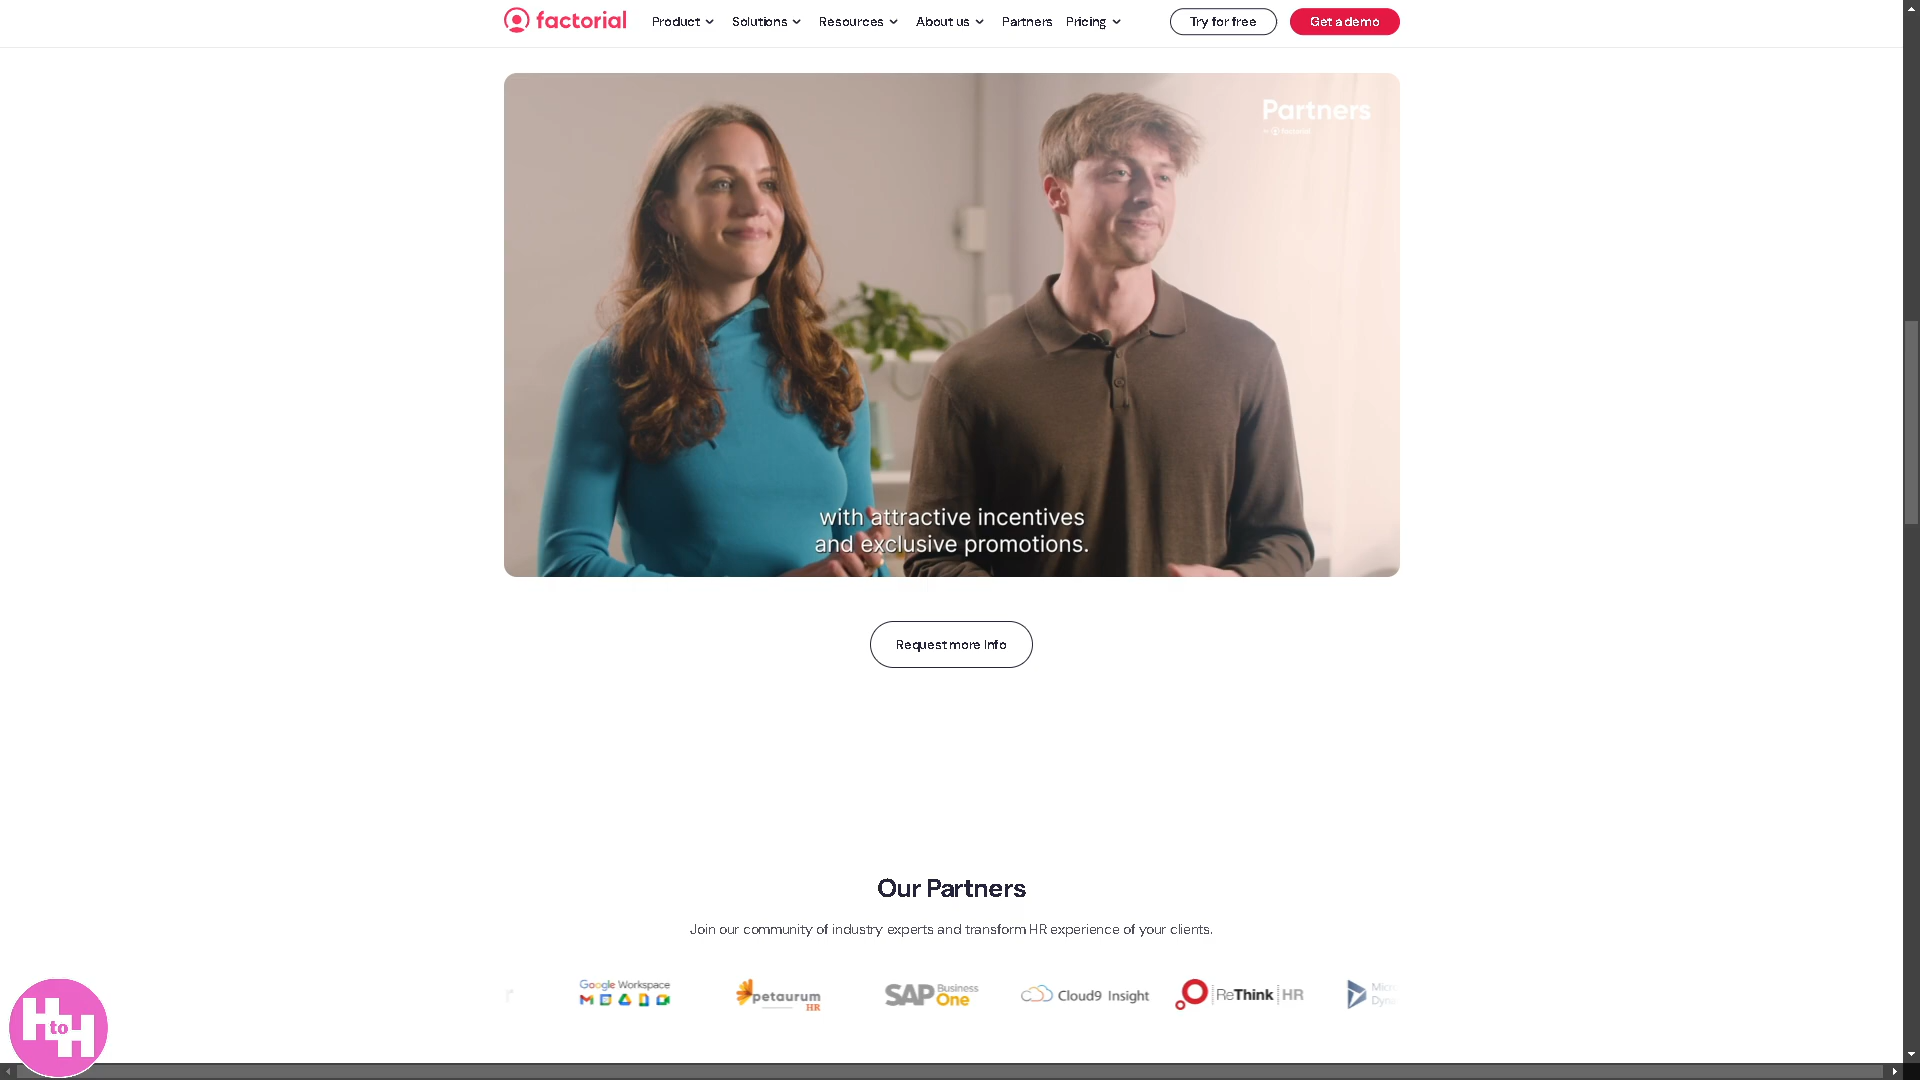 factorial
Product
Solutions
Resources
About us
Partners
Pricing
Try for free
Get a demo
Partners
by factorial
with attractive incentives
and exclusive promotions.
Request more Info
Our Partners
Join our community of industry experts and transform HR experience of your clients.
Google Workspace
petaurum
HR
SAP Business
One
Cloud9 Insight
ReThink HR
H
to
H